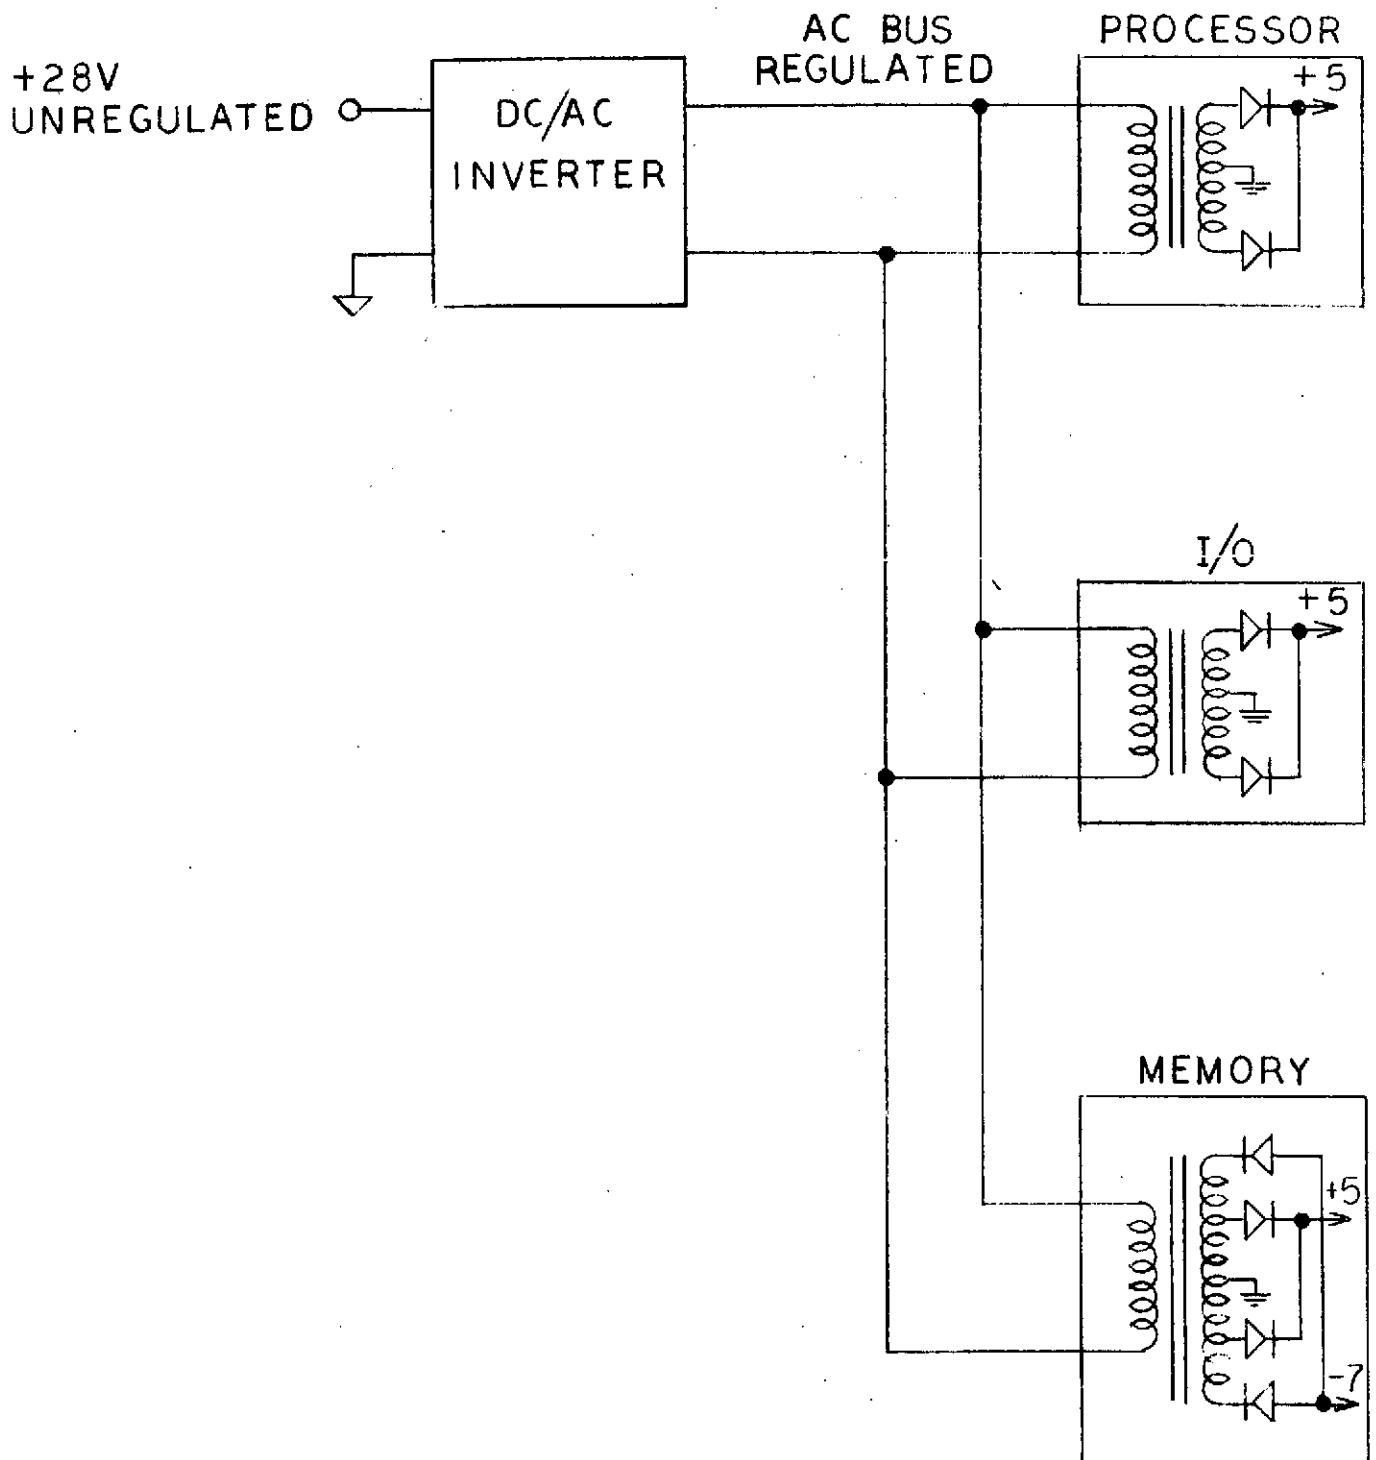 +28V
UNREGULATED
DC/AC
INVERTER
AC BUS
REGULATED
PROCESSOR
+5
I/O
+5
MEMORY
+5
-7